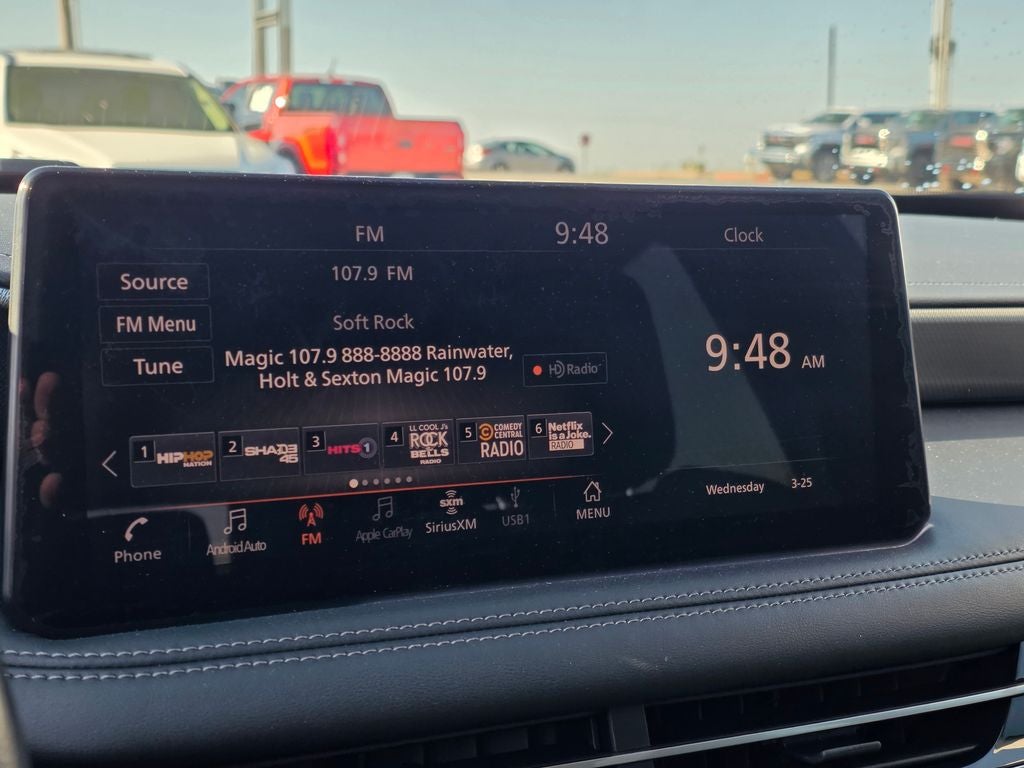 FM
9:48
Clock
Source
107.9 FM
FM Menu
Soft Rock
Tune
Magic 107.9 888-8888 Rainwater,
Holt & Sexton Magic 107.9
HD Radio
9:48 AM
1
HIPHOP
NATION
2
SHADE
45
3
HITS 1
4
LL COOL J's
ROCK
THE
BELLS
RADIO
5
COMEDY
CENTRAL
RADIO
6
Netflix
is a Joke.
RADIO
Wednesday 3-25
Phone
Android Auto
FM
Apple CarPlay
sxm
SiriusXM
USB1
MENU